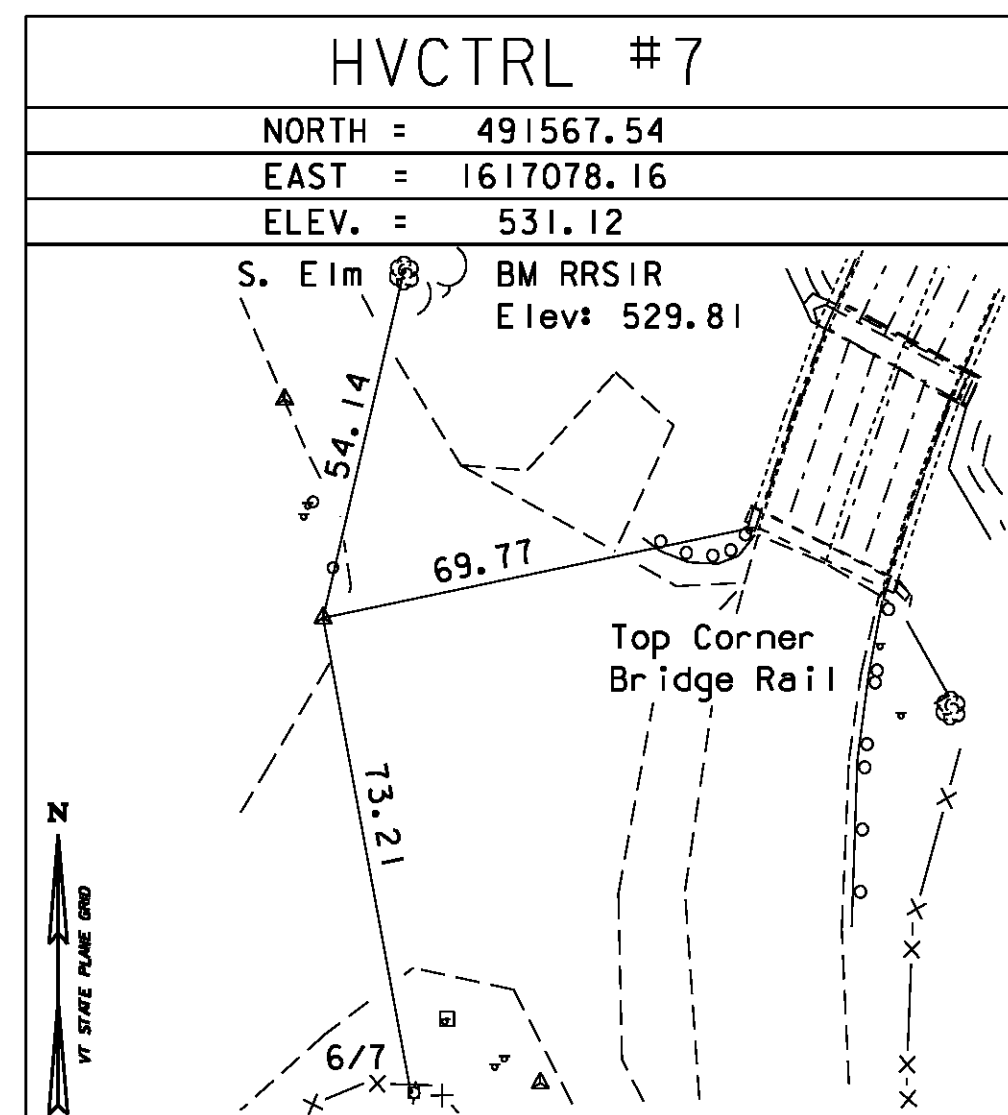 HVCTRL #7
NORTH = 491567.54
EAST = 1617078.16
ELEV. = 531.12
S. Elm
BM RRSIR
Elev: 529.81
54.14
69.77
Top Corner
Bridge Rail
73.21
N
VT STATE PLANE GRID
6/7